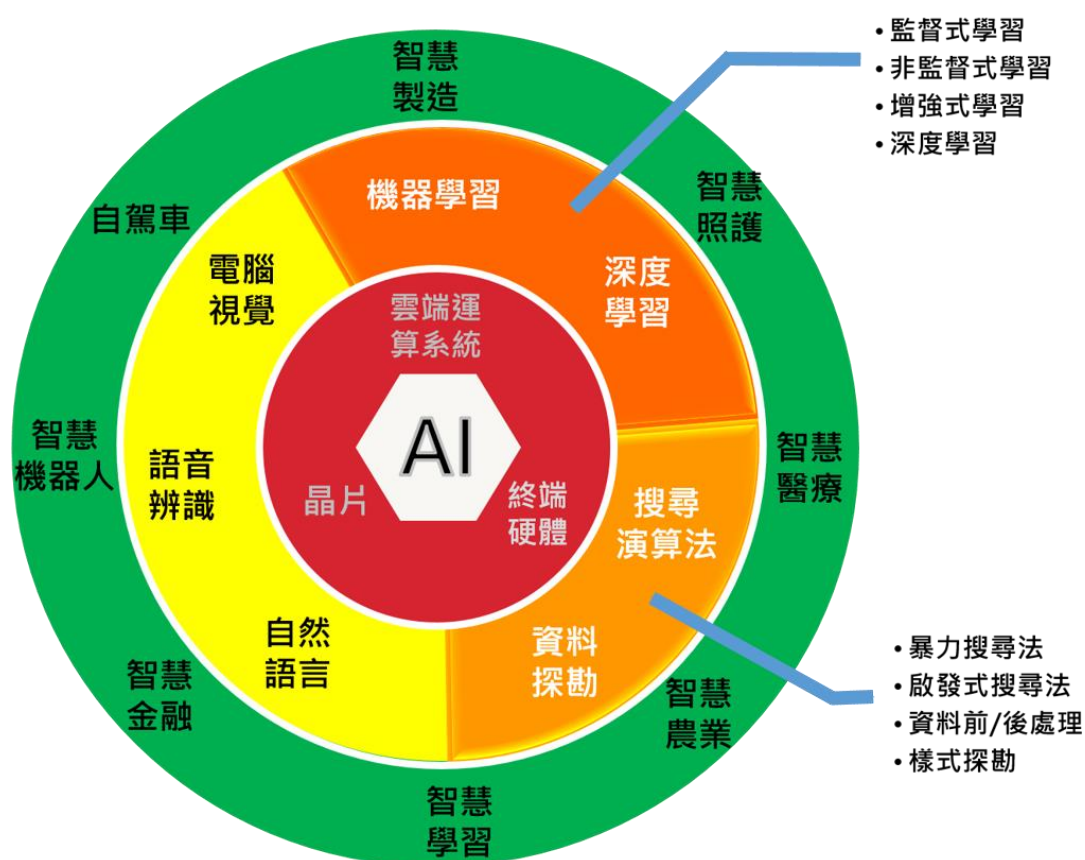 智慧
製造
智慧
照護
智慧
醫療
智慧
農業
智慧
學習
智慧
金融
智慧
機器人
自駕車
機器學習
深度
學習
搜尋
演算法
資料
探勘
自然
語言
語音
辨識
電腦
視覺
雲端運
算系統
AI
晶片
終端
硬體
•監督式學習
•非監督式學習
•增強式學習
•深度學習
•暴力搜尋法
•啟發式搜尋法
•資料前/後處理
•樣式探勘